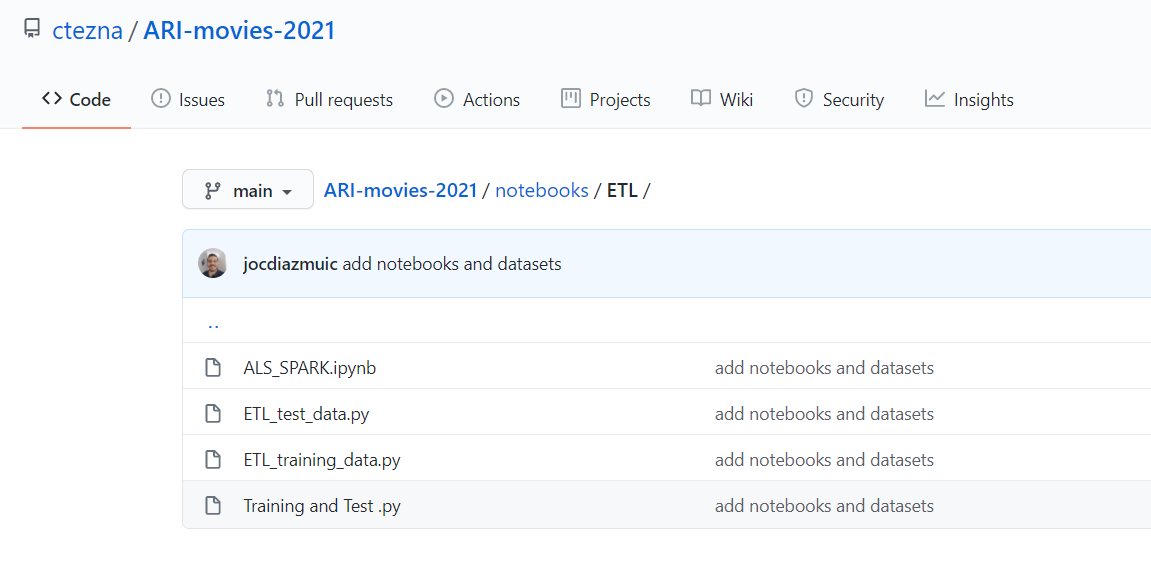 ctezna / ARI-movies-2021
Code Issues Pull requests Actions Projects Wiki Security Insights
main ARI-movies-2021 / notebooks / ETL /
jocdiazmuic add notebooks and datasets
..
ALS_SPARK.ipynb add notebooks and datasets
ETL_test_data.py add notebooks and datasets
ETL_training_data.py add notebooks and datasets
Training and Test .py add notebooks and datasets